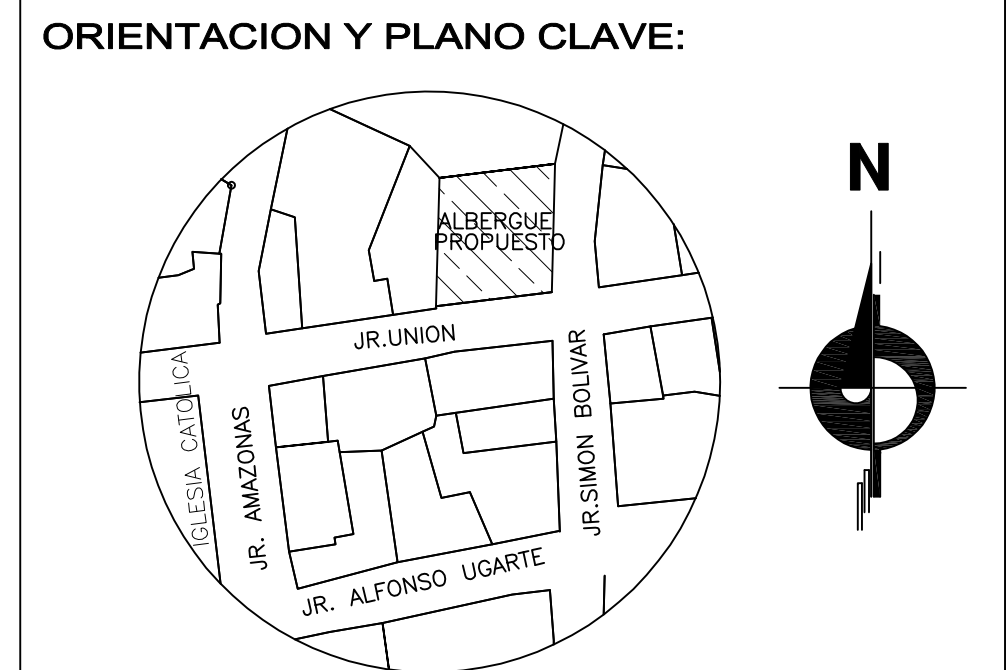 ORIENTACION Y PLANO CLAVE:
N
ALBERGUE
PROPUESTO
JR.UNION
JR.SIMON BOLIVAR
IGLESIA CATOLICA
JR. AMAZONAS
JR. ALFONSO UGARTE